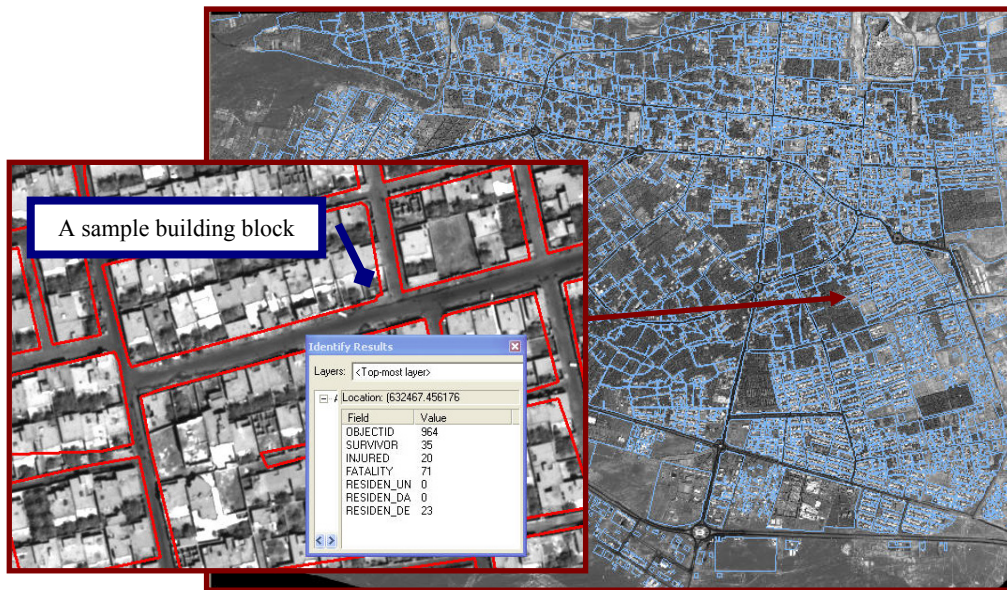 A sample building block
Identify Results
Layers: <Top-most layer>
Location: (632467.456176
Field Value
OBJECTID 964
SURVIVOR 35
INJURED 20
FATALITY 71
RESIDEN_UN 0
RESIDEN_DA 0
RESIDEN_DE 23